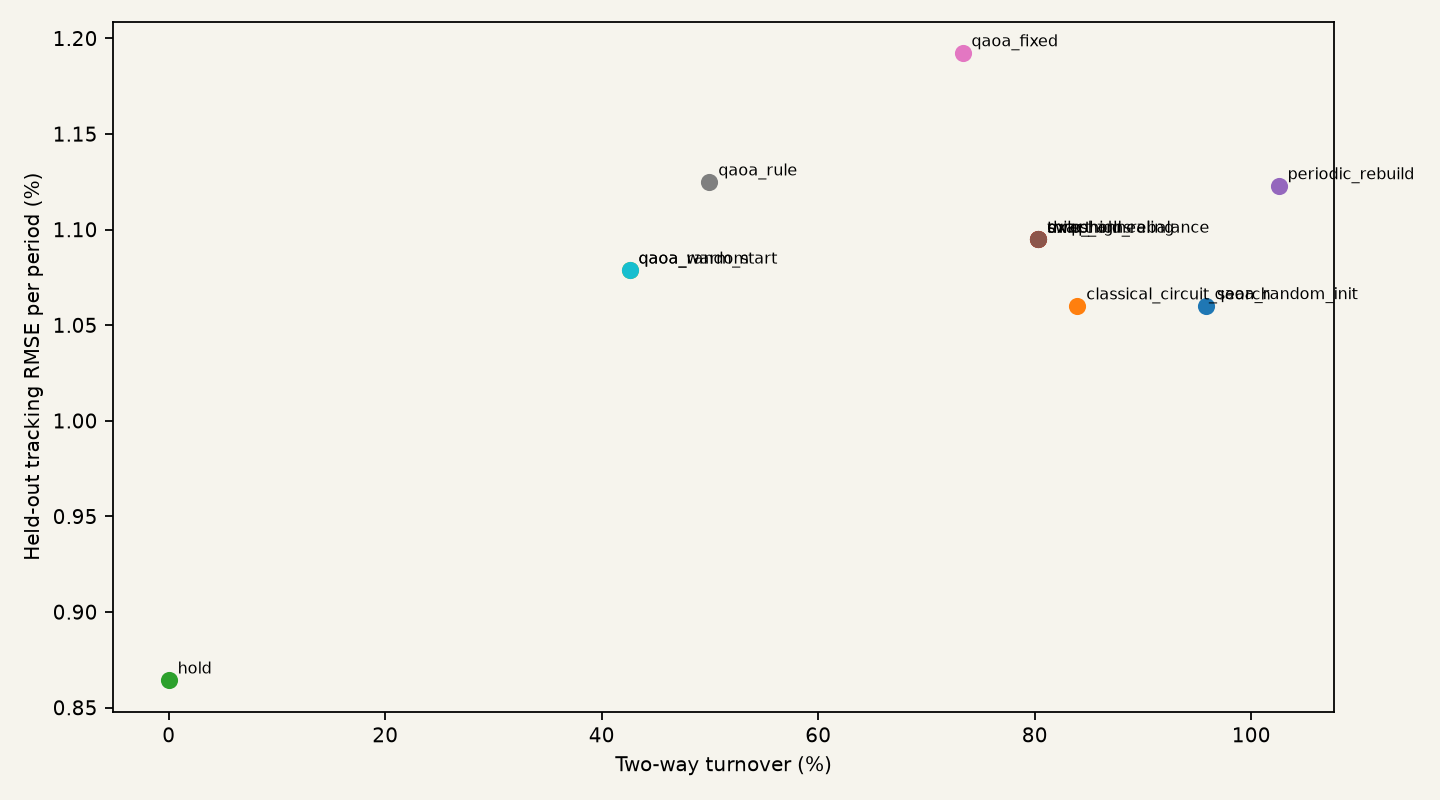 1.20
1.15
1.10
1.05
1.00
0.95
0.90
0.85
Held-out tracking RMSE per period (%)
qaoa_fixed
qaoa_rule
periodic_rebuild
classical_circuit_search
qaoa_random_init
hold
0
20
40
60
80
100
Two-way turnover (%)